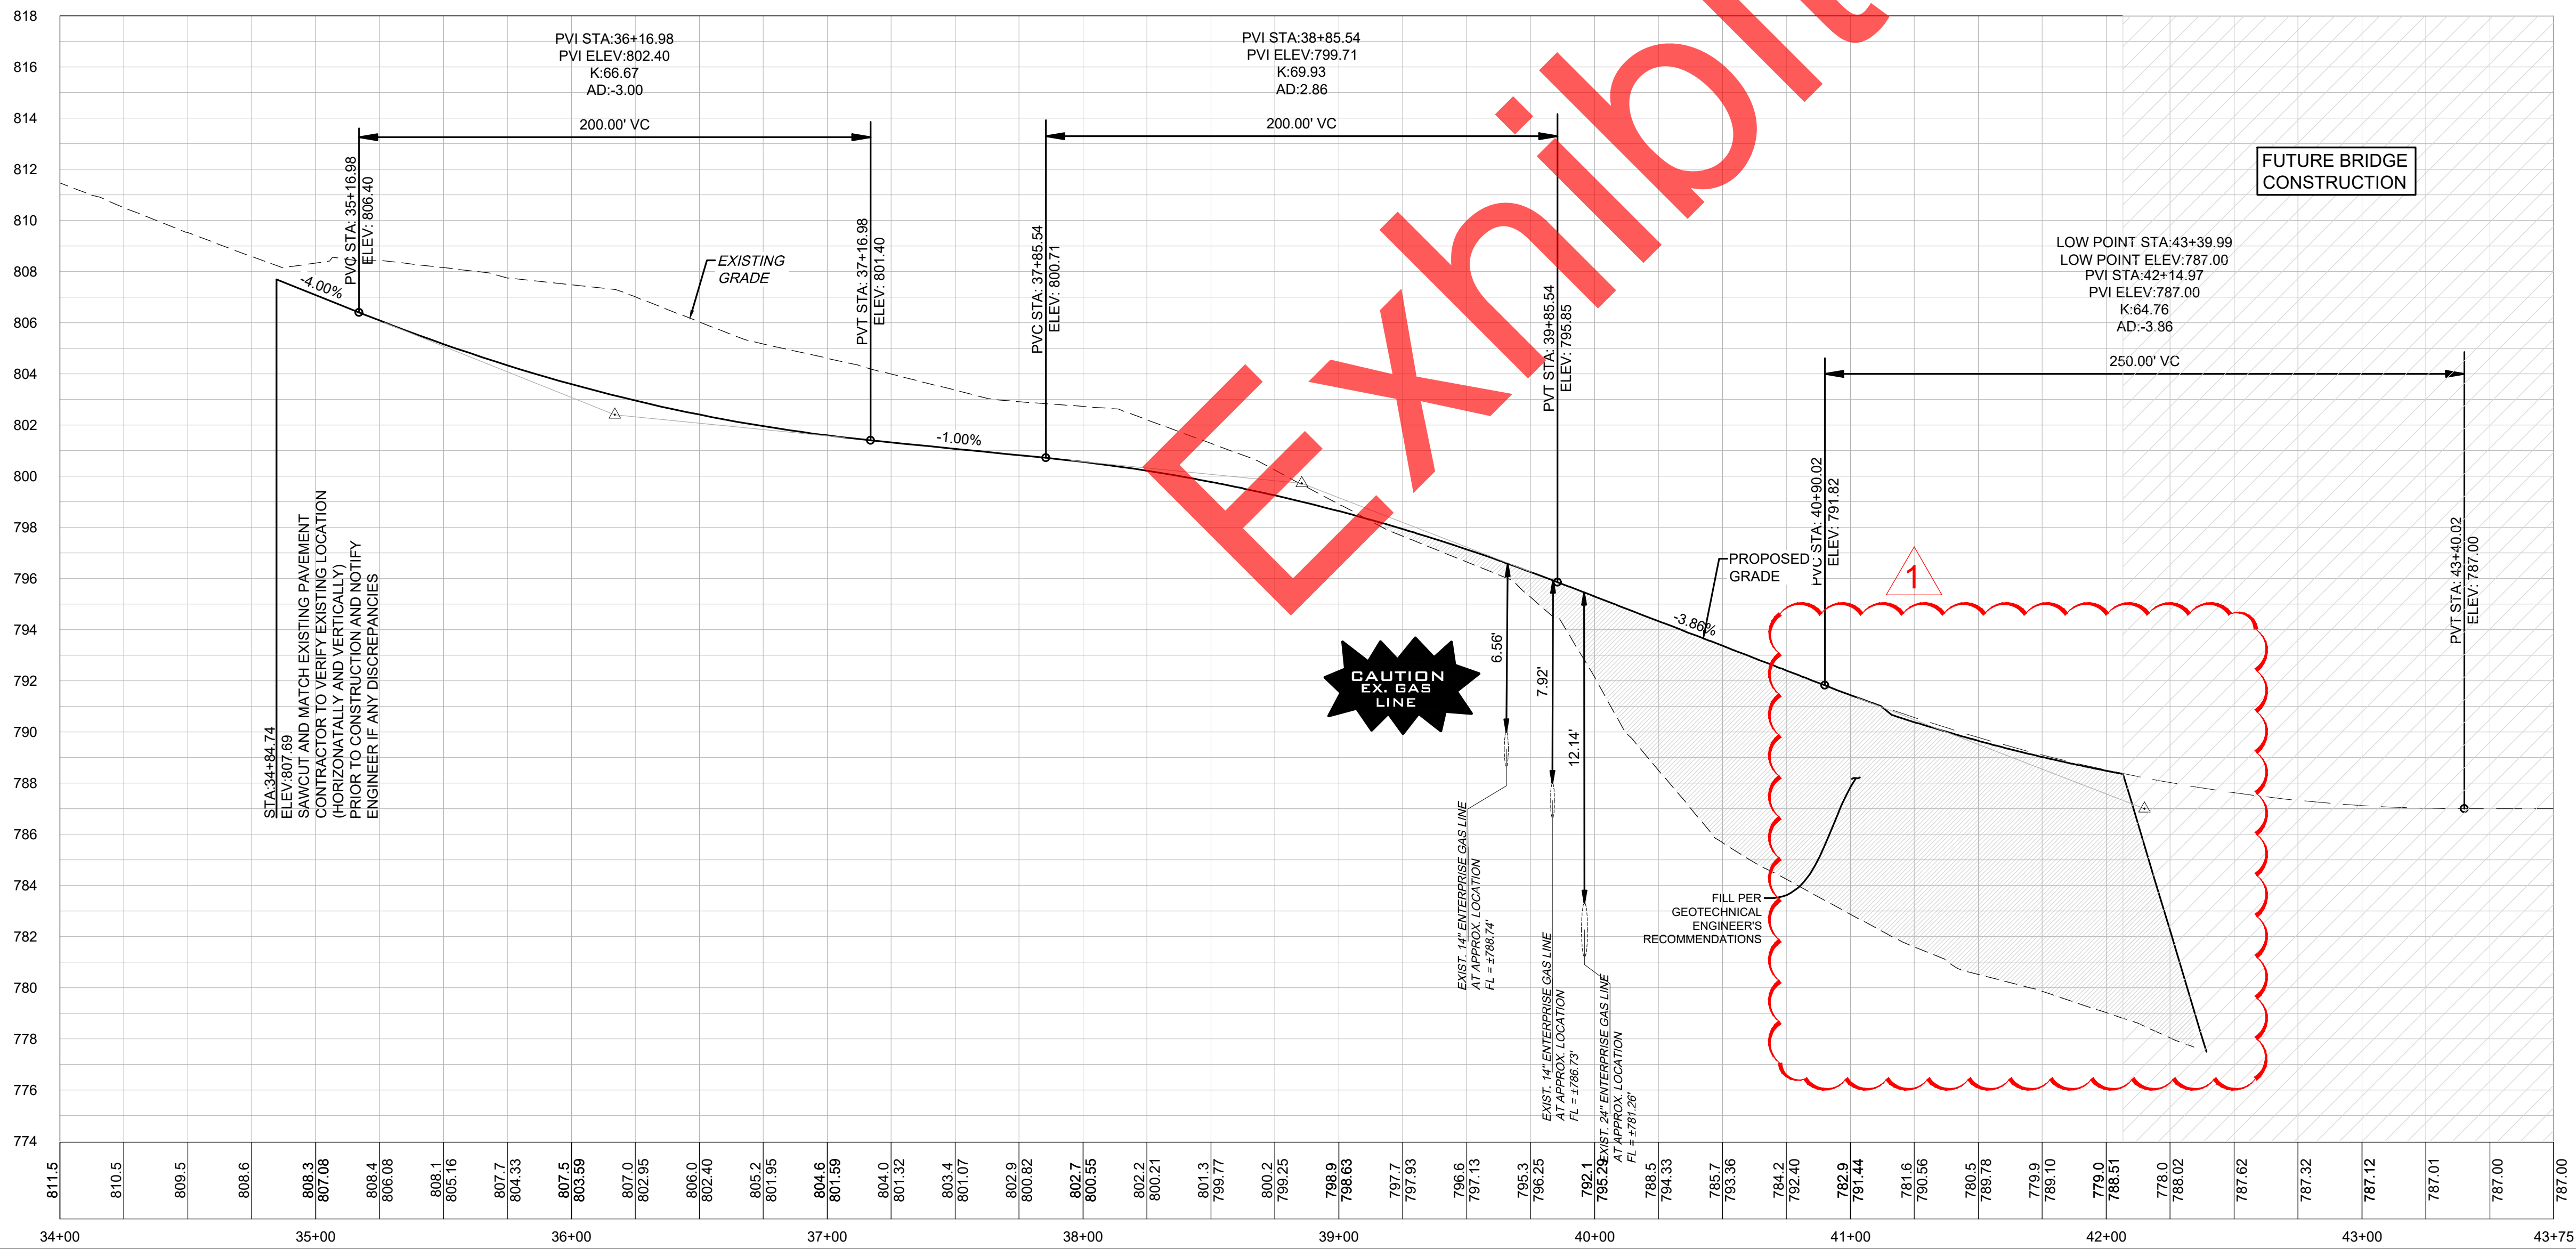 818
816
814
812
810
808
806
804
802
800
798
796
794
792
790
788
786
784
782
780
778
776
774
PVI STA:36+16.98
PVI ELEV:802.40
K:66.67
AD:-3.00
200.00' VC
PVC STA: 35+16.98
ELEV: 806.40
PVT STA: 37+16.98
ELEV: 801.40
-4.00%
EXISTING
GRADE
-1.00%
STA:34+84.74
ELEV:807.69
SAWCUT AND MATCH EXISTING PAVEMENT
CONTRACTOR TO VERIFY EXISTING LOCATION
(HORIZONATALLY AND VERTICALLY)
PRIOR TO CONSTRUCTION AND NOTIFY
ENGINEER IF ANY DISCREPANCIES
PVI STA:38+85.54
PVI ELEV:799.71
K:69.93
AD:2.86
200.00' VC
PVC STA: 37+85.54
ELEV: 800.71
PVT STA: 39+85.54
ELEV: 795.85
Exhibit
CAUTION
EX. GAS
LINE
6.56'
7.92'
12.14'
EXIST. 14" ENTERPRISE GAS LINE
AT APPROX. LOCATION
FL = ±788.74'
EXIST. 14" ENTERPRISE GAS LINE
AT APPROX. LOCATION
FL = ±786.73'
EXIST. 24" ENTERPRISE GAS LINE
AT APPROX. LOCATION
FL = ±781.26'
-3.86%
PROPOSED
GRADE
1
FILL PER
GEOTECHNICAL
ENGINEER'S
RECOMMENDATIONS
FUTURE BRIDGE
CONSTRUCTION
LOW POINT STA:43+39.99
LOW POINT ELEV:787.00
PVI STA:42+14.97
PVI ELEV:787.00
K:64.76
AD:-3.86
250.00' VC
PVC STA: 40+90.02
ELEV: 791.82
PVT STA: 43+40.02
ELEV: 787.00
811.5
810.5
809.5
808.6
808.3
807.08
808.4
806.08
808.1
805.16
807.7
804.33
807.5
803.59
807.0
802.95
806.0
802.40
805.2
801.95
804.6
801.59
804.0
801.32
803.4
801.07
802.9
800.82
802.7
800.55
802.2
800.21
801.3
799.77
800.2
799.25
798.9
798.63
797.7
797.93
796.6
797.13
795.3
796.25
792.1
795.29
788.5
794.33
785.7
793.36
784.2
792.40
782.9
791.44
781.6
790.56
780.5
789.78
779.9
789.10
779.0
788.51
778.0
788.02
787.62
787.32
787.12
787.01
787.00
787.00
34+00
35+00
36+00
37+00
38+00
39+00
40+00
41+00
42+00
43+00
43+75